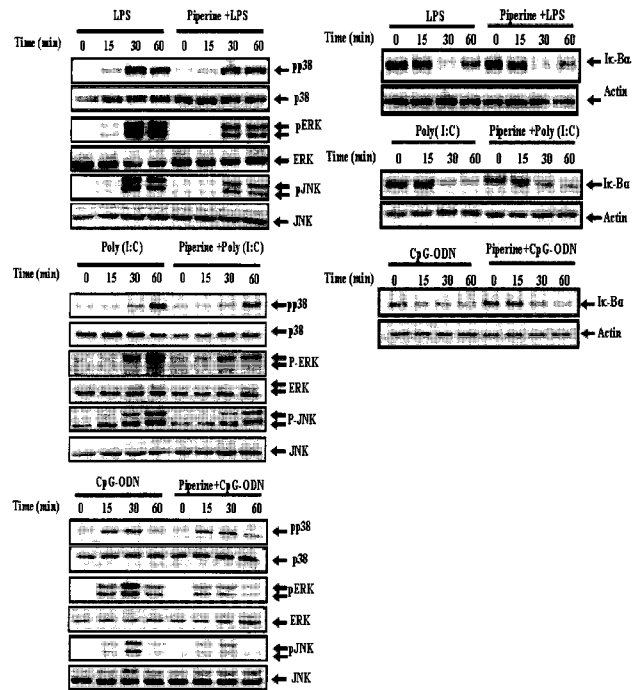 LPS Piperine +LPS
Time (min) 0 15 30 60 0 15 30 60
pp38
p38
pERK
ERK
pJNK
JNK
Poly (I:C) Piperine +Poly (I:C)
Time (min) 0 15 30 60 0 15 30 60
pp38
p38
P-ERK
ERK
P-JNK
JNK
CpG-ODN Piperine+CpG-ODN
Time (min) 0 15 30 60 0 15 30 60
pp38
p38
pERK
ERK
pJNK
JNK
LPS Piperine +LPS
Time (min) 0 15 30 60 0 15 30 60
Iκ-Bα
Actin
Poly( I:C) Piperine +Poly (I:C)
Time (min) 0 15 30 60 0 15 30 60
Iκ-Bα
Actin
CpG-ODN Piperine+CpG-ODN
Time (min) 0 15 30 60 0 15 30 60
Iκ-Bα
Actin